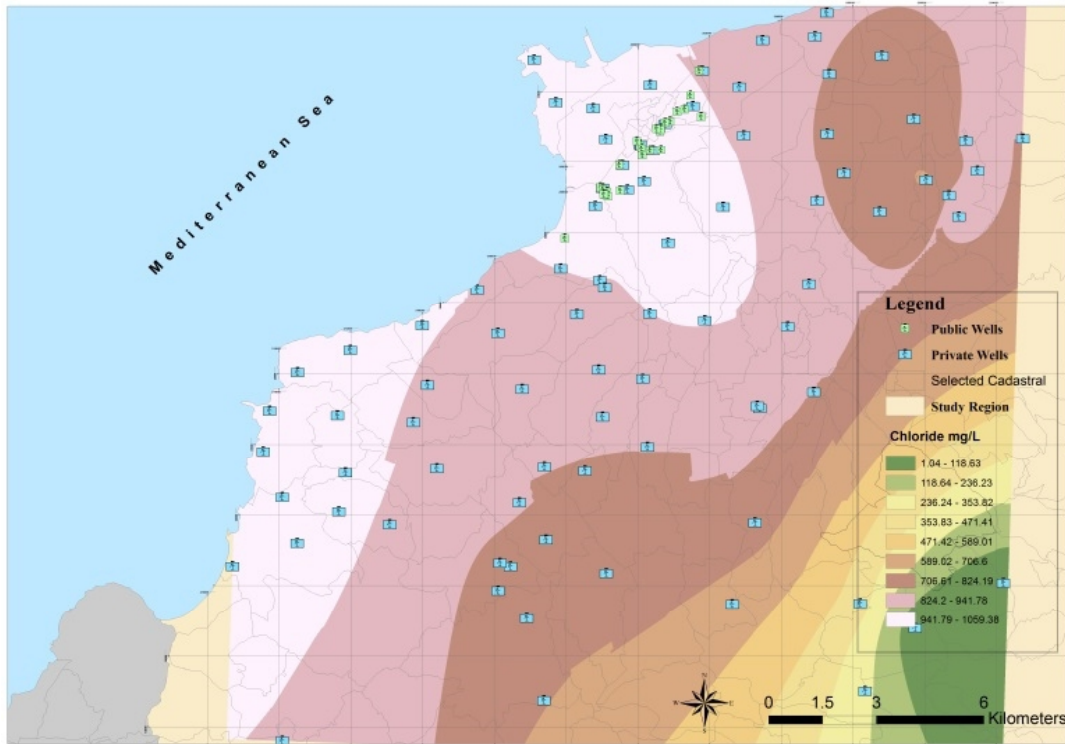 Mediterranean Sea
Legend
Public Wells
Private Wells
Selected Cadastral
Study Region
Chloride mg/L
1.04 - 118.63
118.64 - 236.23
236.24 - 353.82
353.83 - 471.41
471.42 - 589.01
589.02 - 706.6
706.61 - 824.19
824.2 - 941.78
941.79 - 1059.38
N
W
E
S
0 1.5 3 6
Kilometers